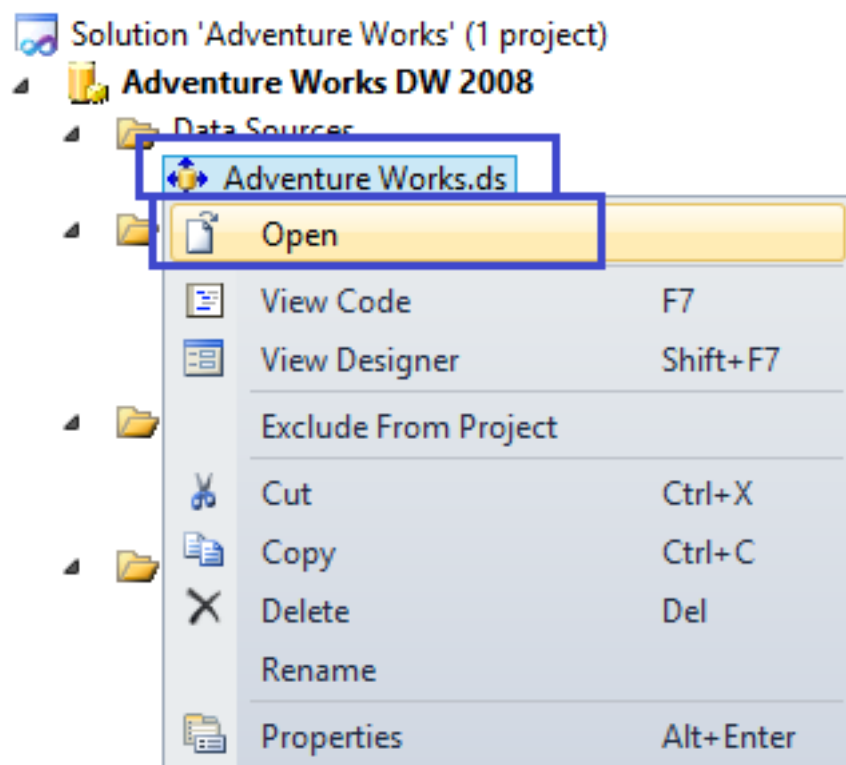 Solution 'Adventure Works' (1 project)
Adventure Works DW 2008
Data Sources
Adventure Works.ds
Open
View Code F7
View Designer Shift+F7
Exclude From Project
Cut Ctrl+X
Copy Ctrl+C
Delete Del
Rename
Properties Alt+Enter